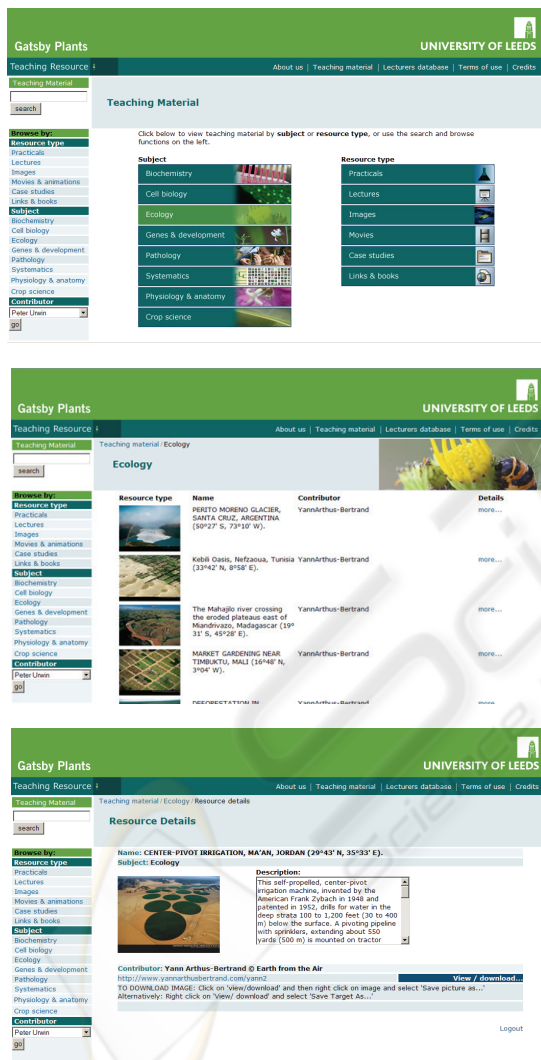 Gatsby Plants
UNIVERSITY OF LEEDS
Teaching Resource
About us | Teaching material | Lecturers database | Terms of use | Credits
Teaching Material
search
Teaching Material
Click below to view teaching material by subject or resource type, or use the search and browse
functions on the left.
Browse by:
Resource type
Practicals
Lectures
Images
Movies & animations
Case studies
Links & books
Subject
Biochemistry
Cell biology
Ecology
Genes & development
Pathology
Systematics
Physiology & anatomy
Crop science
Contributor
Peter Unwin
go
Subject
Biochemistry
Cell biology
Ecology
Genes & development
Pathology
Systematics
Physiology & anatomy
Crop science
Resource type
Practicals
Lectures
Images
Movies
Case studies
Links & books
Gatsby Plants
UNIVERSITY OF LEEDS
Teaching Resource
About us | Teaching material | Lecturers database | Terms of use | Credits
Teaching Material
search
Teaching material / Ecology
Ecology
Browse by:
Resource type
Practicals
Lectures
Images
Movies & animations
Case studies
Links & books
Subject
Biochemistry
Cell biology
Ecology
Genes & development
Pathology
Systematics
Physiology & anatomy
Crop science
Contributor
Peter Unwin
go
Resource type Name Contributor Details
PERITO MORENO GLACIER, YannArthus-Bertrand more...
SANTA CRUZ, ARGENTINA
(50°27' S, 73°10' W).
Kebili Oasis, Nefzaoua, Tunisia YannArthus-Bertrand more...
(33°42' N, 8°58' E).
The Mahajilo river crossing YannArthus-Bertrand more...
the eroded plateaus east of
Miandrivazo, Madagascar (19°
31' S, 45°28' E).
MARKET GARDENING NEAR YannArthus-Bertrand more...
TIMBUKTU, MALI (16°48' N,
3°04' W).
DEFORESTATION IN YannArthus-Bertrand more...
Gatsby Plants
UNIVERSITY OF LEEDS
Teaching Resource
About us | Teaching material | Lecturers database | Terms of use | Credits
Teaching Material
search
Teaching material / Ecology / Resource details
Resource Details
Browse by:
Resource type
Practicals
Lectures
Images
Movies & animations
Case studies
Links & books
Subject
Biochemistry
Cell biology
Ecology
Genes & development
Pathology
Systematics
Physiology & anatomy
Crop science
Contributor
Peter Unwin
go
Name: CENTER-PIVOT IRRIGATION, MA'AN, JORDAN (29°43' N, 35°33' E).
Subject: Ecology
Description:
This self-propelled, center-pivot
irrigation machine, invented by the
American Frank Zybach in 1948 and
patented in 1952, drills for water in the
deep strata 100 to 1,200 feet (30 to 400
m) below the surface. A pivoting pipeline
with sprinklers, extending about 550
yards (500 m) is mounted on tractor
Contributor: Yann Arthus-Bertrand © Earth from the Air
http://www.yannarthusbertrand.com/yann2 View / download...
TO DOWNLOAD IMAGE: Click on 'view/download' and then right click on image and select 'Save picture as...'
Alternatively: Right click on 'View/ download' and select 'Save Target As...'
Logout